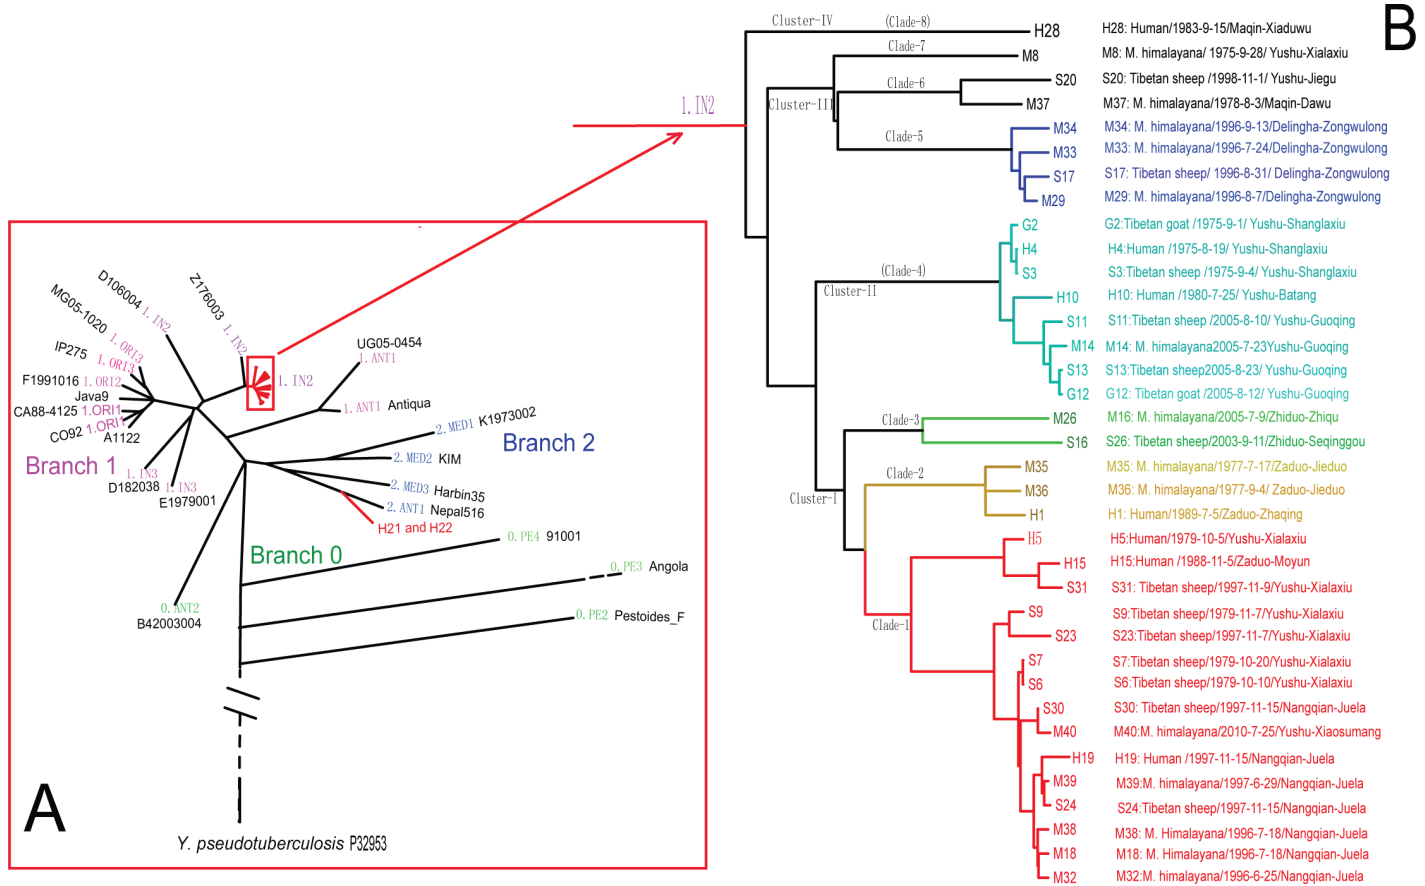 A
D106004
1.IN2
Z176003
1.IN2
MG05-1020
1.ORI3
IP275
1.ORI3
F1991016 1.ORI2
Java9
CA88-4125 1.ORI1
CO92 1.ORI1
A1122
Branch 1
1.IN3
D182038
1.IN3
E1979001
1.IN2
UG05-0454
1.ANT1
1.ANT1 Antiqua
2.MED1 K1973002
Branch 2
2.MED2 KIM
2.MED3 Harbin35
2.ANT1 Nepal516
H21 and H22
Branch 0
0.PE4 91001
0.PE3 Angola
0.PE2 Pestoides_F
0.ANT2
B42003004
Y. pseudotuberculosis P32953
B
1.IN2
Cluster-IV
(Clade-8)
Clade-7
Clade-6
Cluster-III
Clade-5
(Clade-4)
Cluster-II
Clade-3
Clade-2
Cluster-I
Clade-1
H28 H28: Human/1983-9-15/Maqin-Xiaduwu
M8 M8: M. himalayana/ 1975-9-28/ Yushu-Xialaxiu
S20 S20: Tibetan sheep /1998-11-1/ Yushu-Jiegu
M37 M37: M. himalayana/1978-8-3/Maqin-Dawu
M34 M34: M. himalayana/1996-9-13/Delingha-Zongwulong
M33 M33: M. himalayana/1996-7-24/Delingha-Zongwulong
S17 S17: Tibetan sheep/ 1996-8-31/ Delingha-Zongwulong
M29 M29: M. himalayana/1996-8-7/Delingha-Zongwulong
G2 G2:Tibetan goat /1975-9-1/ Yushu-Shanglaxiu
H4 H4:Human /1975-8-19/ Yushu-Shanglaxiu
S3 S3:Tibetan sheep /1975-9-4/ Yushu-Shanglaxiu
H10 H10: Human /1980-7-25/ Yushu-Batang
S11 S11:Tibetan sheep /2005-8-10/ Yushu-Guoqing
M14 M14: M. himalayana2005-7-23Yushu-Guoqing
S13 S13:Tibetan sheep2005-8-23/ Yushu-Guoqing
G12 G12: Tibetan goat /2005-8-12/ Yushu-Guoqing
M26 M16: M. himalayana/2005-7-9/Zhiduo-Zhiqu
S16 S26: Tibetan sheep/2003-9-11/Zhiduo-Seqinggou
M35 M35: M. himalayana/1977-7-17/Zaduo-Jieduo
M36 M36: M. himalayana/1977-9-4/ Zaduo-Jieduo
H1 H1: Human/1989-7-5/Zaduo-Zhaqing
H5 H5:Human/1979-10-5/Yushu-Xialaxiu
H15 H15:Human /1988-11-5/Zaduo-Moyun
S31 S31: Tibetan sheep/1997-11-9/Yushu-Xialaxiu
S9 S9:Tibetan sheep/1979-11-7/Yushu-Xialaxiu
S23 S23:Tibetan sheep/1997-11-7/Yushu-Xialaxiu
S7 S7:Tibetan sheep/1979-10-20/Yushu-Xialaxiu
S6 S6:Tibetan sheep/1979-10-10/Yushu-Xialaxiu
S30 S30: Tibetan sheep/1997-11-15/Nangqian-Juela
M40 M40:M. himalayana/2010-7-25/Yushu-Xiaosumang
H19 H19: Human /1997-11-15/Nangqian-Juela
M39 M39:M. himalayana/1997-6-29/Nangqian-Juela
S24 S24:Tibetan sheep/1997-11-15/Nangqian-Juela
M38 M38: M. Himalayana/1996-7-18/Nangqian-Juela
M18 M18: M. Himalayana/1996-7-18/Nangqian-Juela
M32 M32:M. himalayana/1996-6-25/Nangqian-Juela